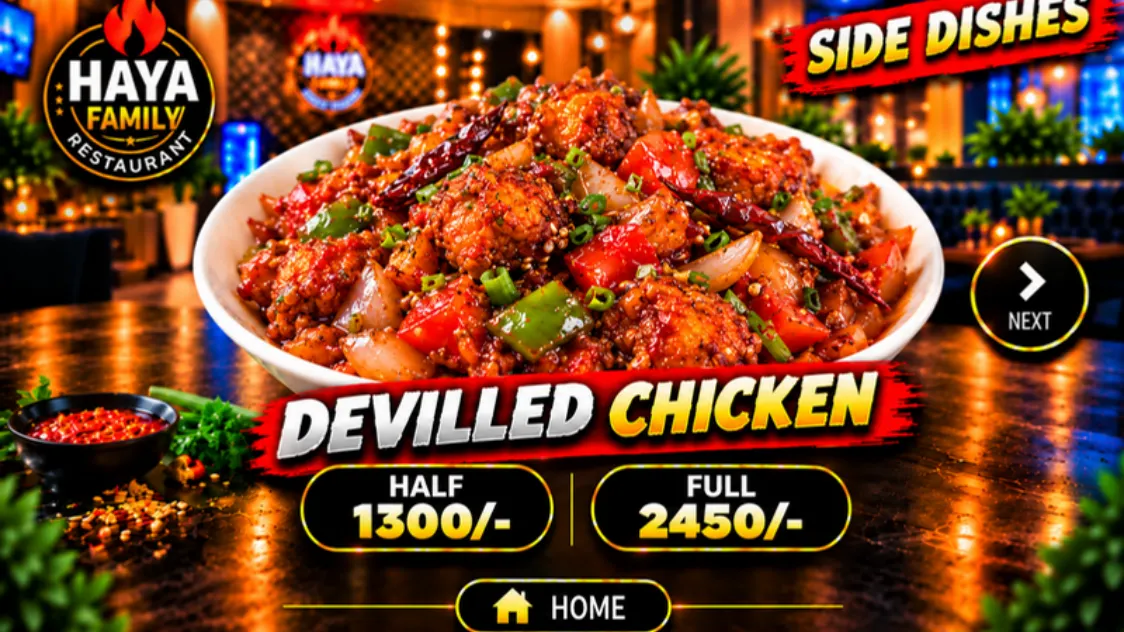 HAYA
FAMILY
RESTAURANT
HAYA
SIDE DISHES
NEXT
DEVILLED CHICKEN
HALF
1300/-
FULL
2450/-
HOME